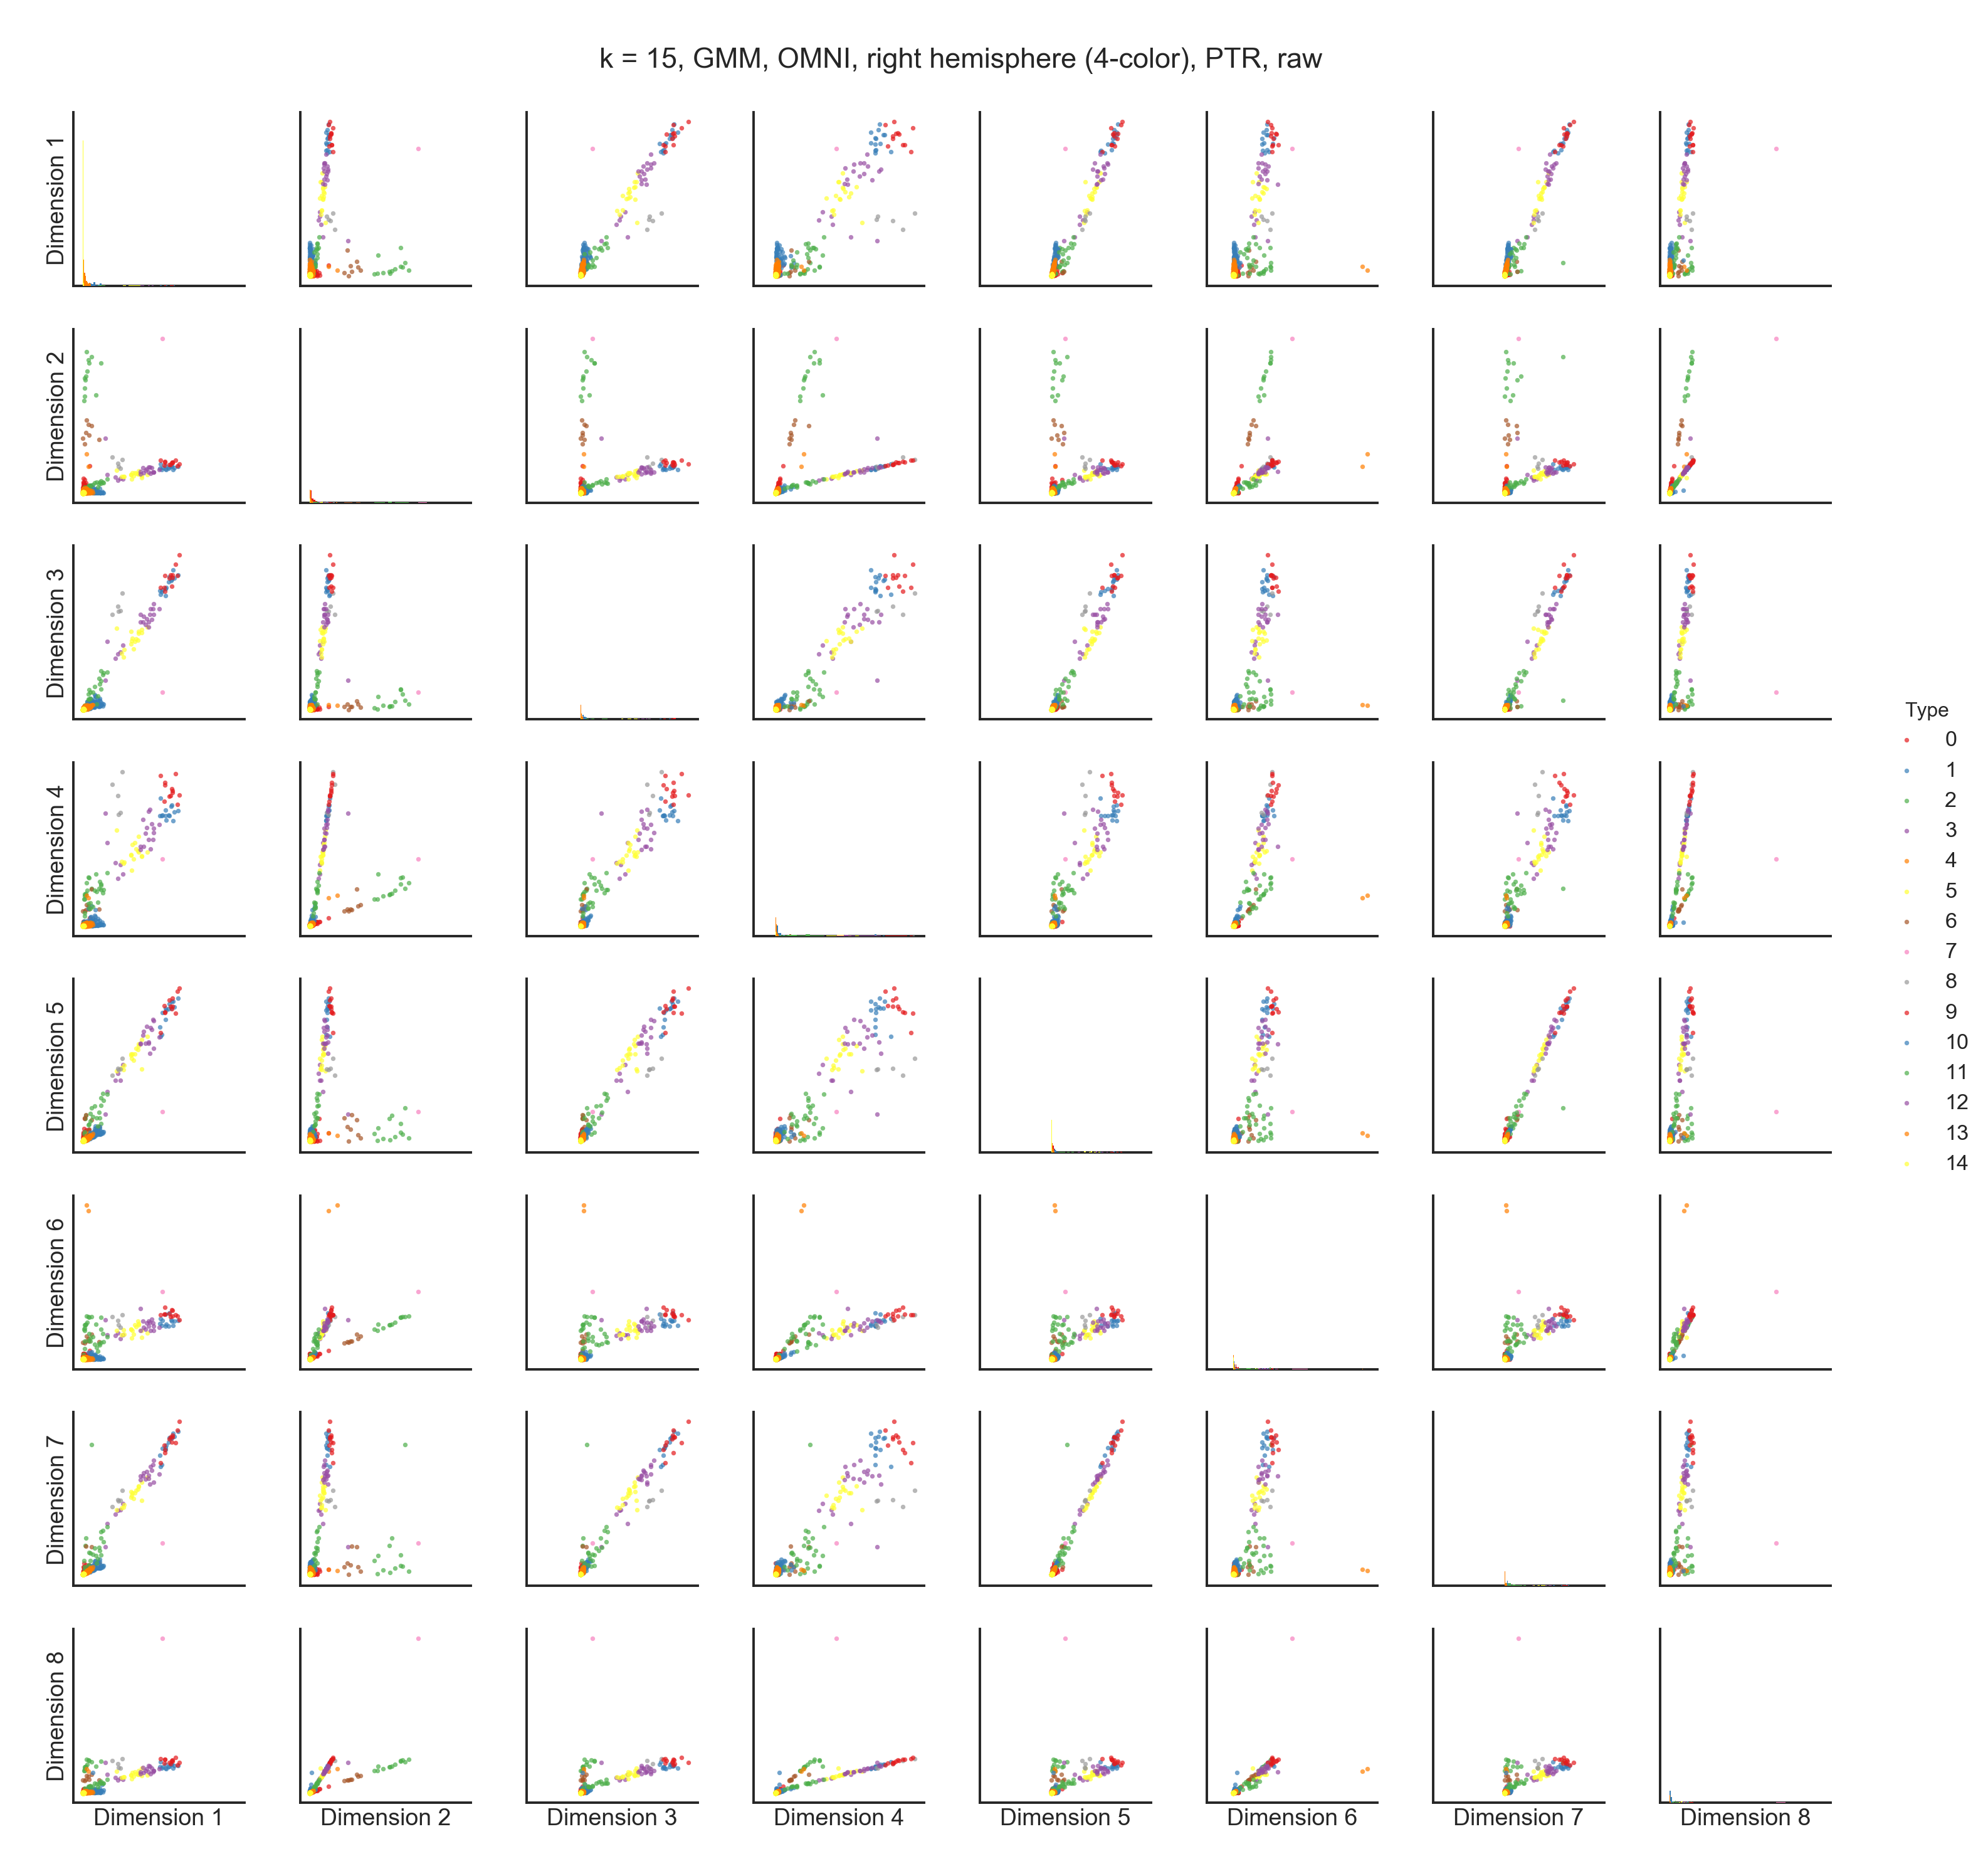 k = 15, GMM, OMNI, right hemisphere (4-color), PTR, raw
Dimension 1
Dimension 2
Dimension 3
Dimension 4
Dimension 5
Dimension 6
Dimension 7
Dimension 8
Type
0
1
2
3
4
5
6
7
8
9
10
11
12
13
14
Dimension 1
Dimension 2
Dimension 3
Dimension 4
Dimension 5
Dimension 6
Dimension 7
Dimension 8